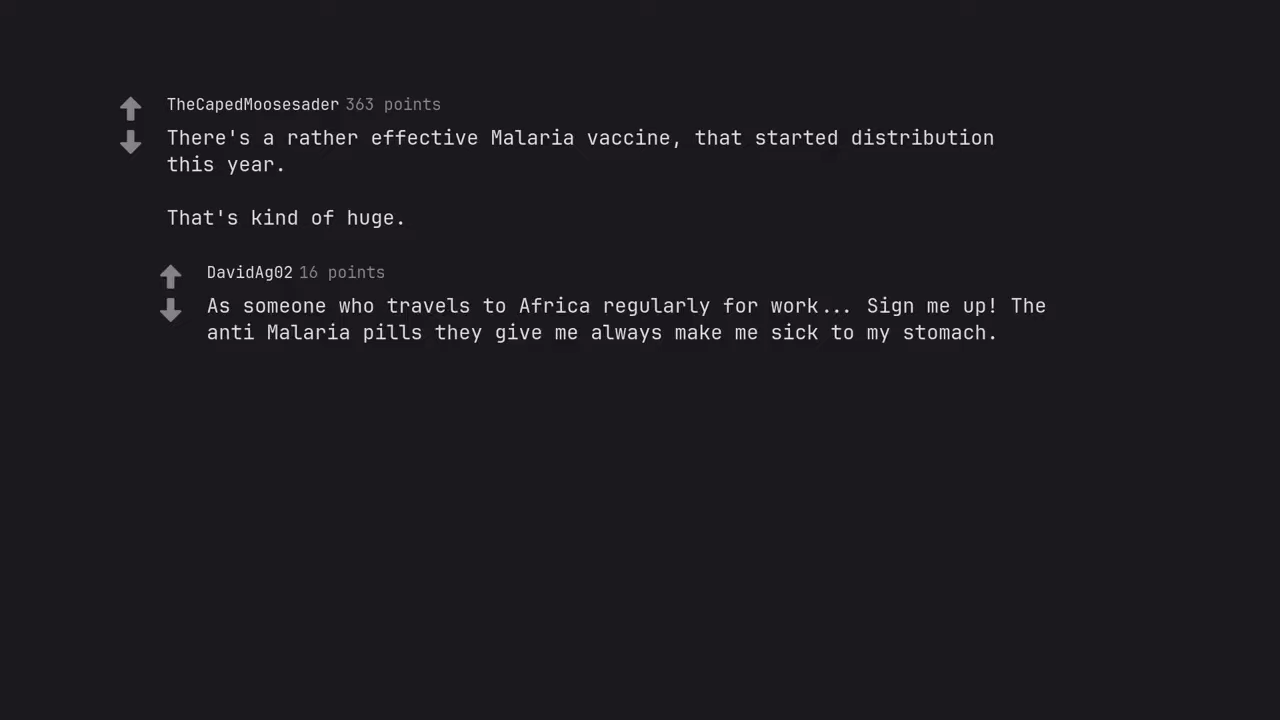 TheCapedMoosesader 363 points
There's a rather effective Malaria vaccine, that started distribution
this year.
That's kind of huge.
DavidAg02 16 points
As someone who travels to Africa regularly for work... Sign me up! The
anti Malaria pills they give me always make me sick to my stomach.